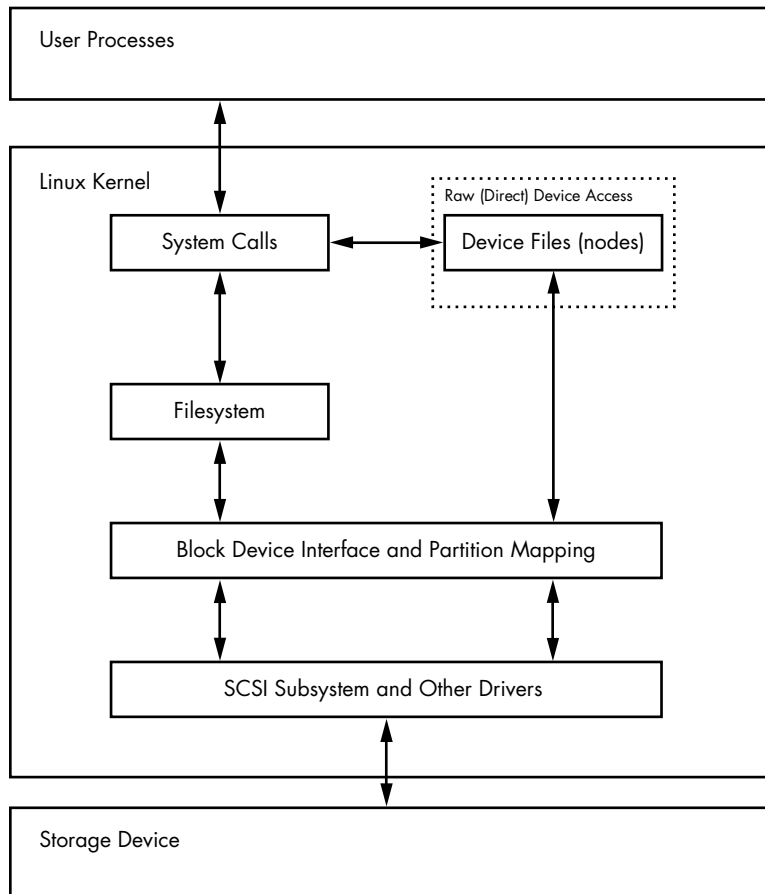 User Processes
Linux Kernel
Raw (Direct) Device Access
System Calls
Device Files (nodes)
Filesystem
Block Device Interface and Partition Mapping
SCSI Subsystem and Other Drivers
Storage Device